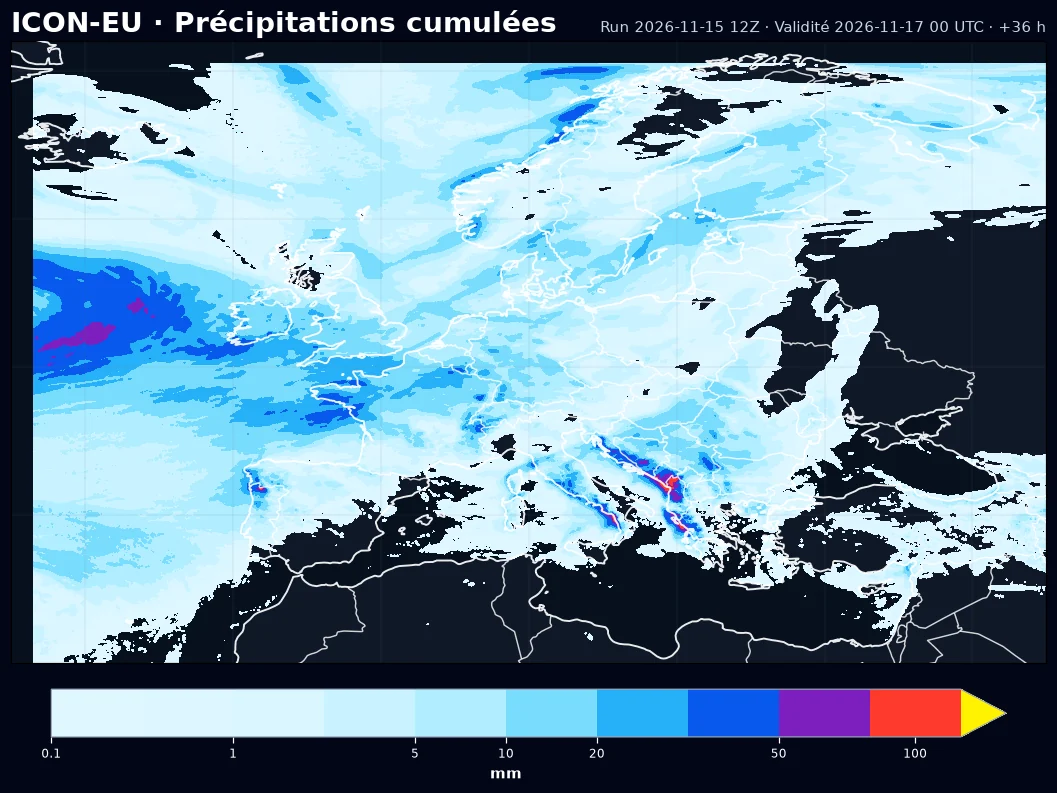 ICON-EU · Précipitations cumulées
Run 2026-11-15 12Z · Validité 2026-11-17 00 UTC · +36 h
0.1 1 5 10 20 50 100
mm